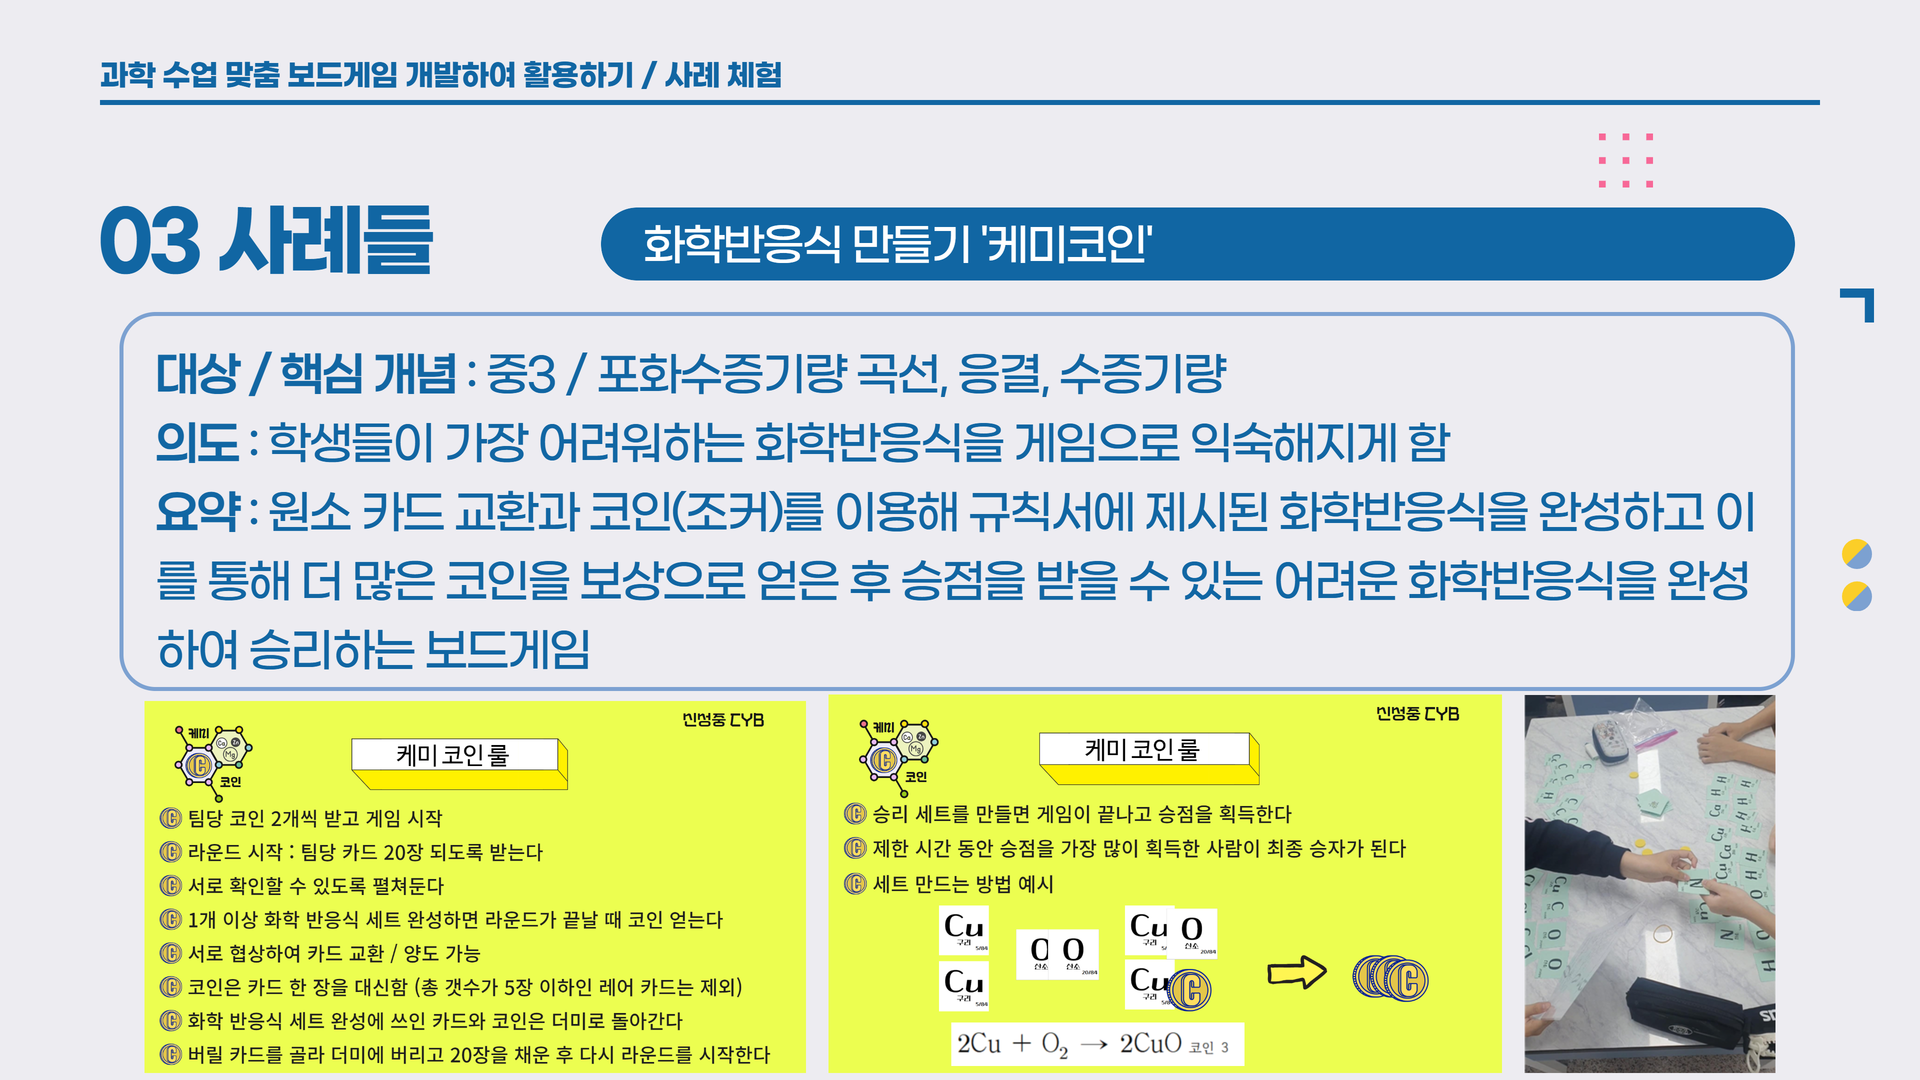 과학 수업 맞춤 보드게임 개발하여 활용하기 / 사례 체험
03 사례들
화학반응식 만들기 '케미코인'
대상 / 핵심 개념 : 중3 / 포화수증기량 곡선, 응결, 수증기량
의도 : 학생들이 가장 어려워하는 화학반응식을 게임으로 익숙해지게 함
요약 : 원소 카드 교환과 코인(조커)를 이용해 규칙서에 제시된 화학반응식을 완성하고 이
를 통해 더 많은 코인을 보상으로 얻은 후 승점을 받을 수 있는 어려운 화학반응식을 완성
하여 승리하는 보드게임
신성중 CYB
케미
Ca
Mg
C
코인
케미 코인 룰
팀당 코인 2개씩 받고 게임 시작
라운드 시작 : 팀당 카드 20장 되도록 받는다
서로 확인할 수 있도록 펼쳐둔다
1개 이상 화학 반응식 세트 완성하면 라운드가 끝날 때 코인 얻는다
서로 협상하여 카드 교환 / 양도 가능
코인은 카드 한 장을 대신함 (총 갯수가 5장 이하인 레어 카드는 제외)
화학 반응식 세트 완성에 쓰인 카드와 코인은 더미로 돌아간다
버릴 카드를 골라 더미에 버리고 20장을 채운 후 다시 라운드를 시작한다
신성중 CYB
케미
Ca
Mg
C
코인
케미 코인 룰
승리 세트를 만들면 게임이 끝나고 승점을 획득한다
제한 시간 동안 승점을 가장 많이 획득한 사람이 최종 승자가 된다
세트 만드는 방법 예시
Cu
구리
5/84
Cu
구리
5/84
O O
산소 산소
20/84
Cu O
구리 산소
20/84
Cu
구리
C
C
2Cu + O₂ → 2CuO 코인 3
H
Ca
Cu
Cu
Ca
N
H
O